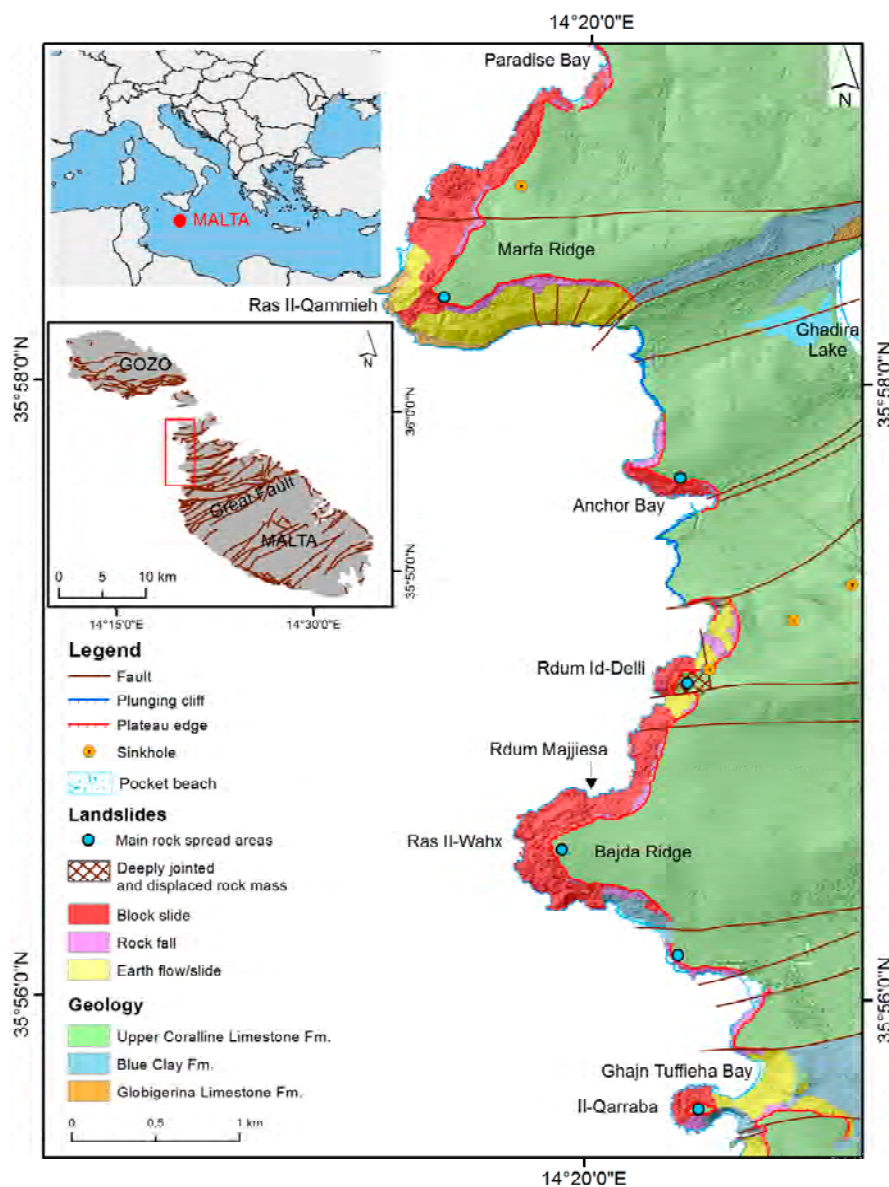 14°20'0"E
Paradise Bay
N
MALTA
Marfa Ridge
Ras Il-Qammieh
Ghadira
Lake
35°58'0"N
35°58'0"N
GOZO
N
36°0'0"N
Great Fault
MALTA
0 5 10 km
35°50'0"N
14°15'0"E
14°30'0"E
Anchor Bay
Legend
Fault
Plunging cliff
Plateau edge
Sinkhole
Pocket beach
Rdum Id-Delli
Rdum Majjiesa
Landslides
Main rock spread areas
Deeply jointed
and displaced rock mass
Block slide
Rock fall
Earth flow/slide
Ras Il-Wahx
Bajda Ridge
Geology
Upper Coralline Limestone Fm.
Blue Clay Fm.
Globigerina Limestone Fm.
0 0,5 1 km
35°56'0"N
35°56'0"N
Ghajn Tuffieha Bay
Il-Qarraba
14°20'0"E